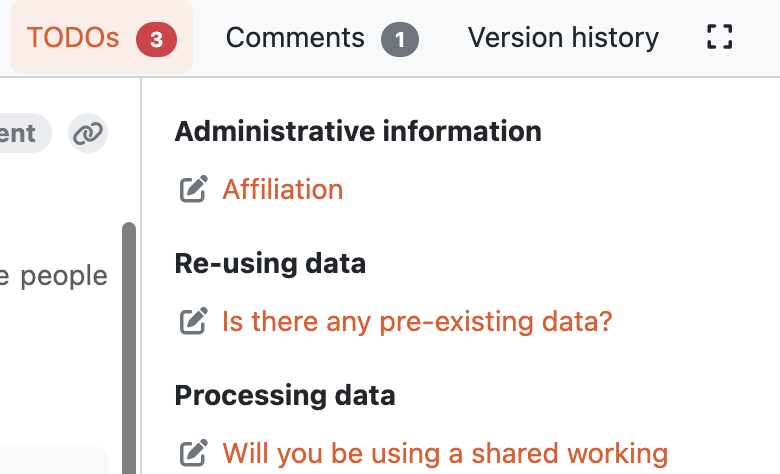 TODOs 3 Comments 1 Version history
ent
Administrative information
Affiliation
e people
Re-using data
Is there any pre-existing data?
Processing data
Will you be using a shared working